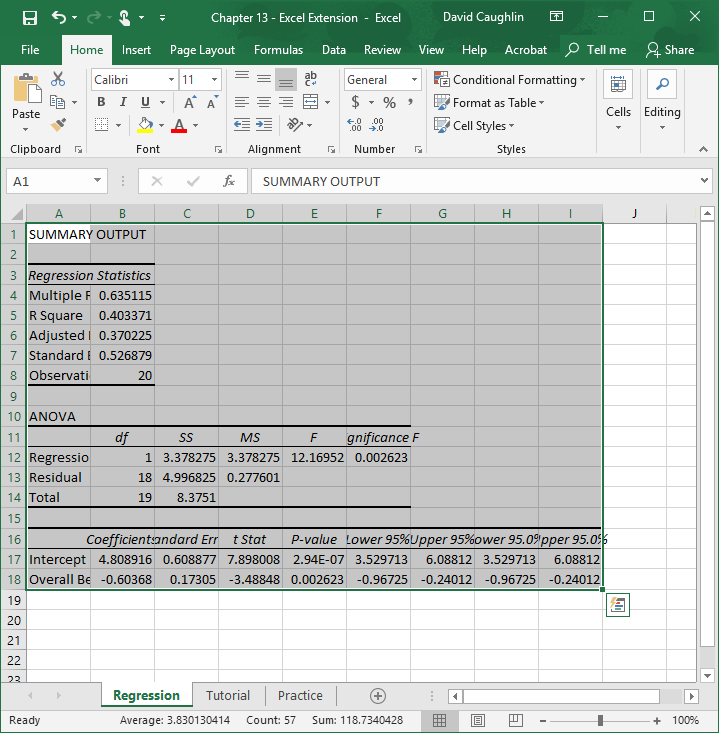 Chapter 13 - Excel Extension - Excel David Caughlin
File Home Insert Page Layout Formulas Data Review View Help Acrobat Tell me Share
Paste
Clipboard
Calibri 11
B I U A A
A
Font
ab
Alignment
General
$ % ,
.00 .00
Number
Conditional Formatting
Format as Table
Cell Styles
Styles
Cells
Editing
A1 fx SUMMARY OUTPUT
A B C D E F G H I J
1 SUMMARY OUTPUT
2
3 Regression Statistics
4 Multiple R 0.635115
5 R Square 0.403371
6 Adjusted 0.370225
7 Standard E 0.526879
8 Observati 20
9
10 ANOVA
11 df SS MS F gnificance F
12 Regressio 1 3.378275 3.378275 12.16952 0.002623
13 Residual 18 4.996825 0.277601
14 Total 19 8.3751
15
16 Coefficients andard Err t Stat P-value Lower 95% Upper 95% ower 95.0% pper 95.0%
17 Intercept 4.808916 0.608877 7.898008 2.94E-07 3.529713 6.08812 3.529713 6.08812
18 Overall Be -0.60368 0.17305 -3.48848 0.002623 -0.96725 -0.24012 -0.96725 -0.24012
19
20
21
22
23
Regression Tutorial Practice
Ready Average: 3.830130414 Count: 57 Sum: 118.7340428 100%